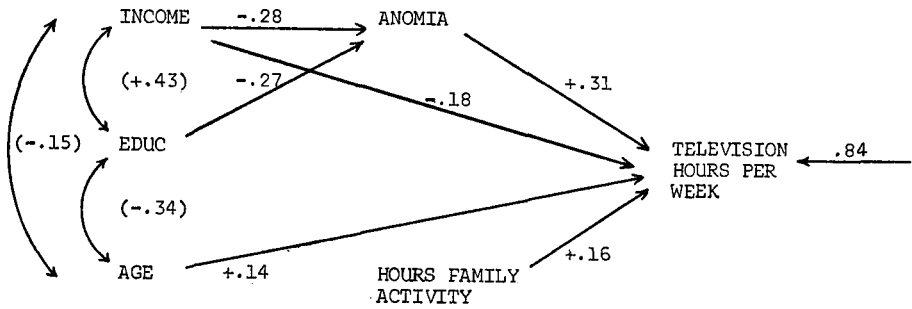 INCOME
-.28
ANOMIA
(+.43)
-.27
-.18
+.31
(-.15)
EDUC
TELEVISION
HOURS PER
WEEK
.84
(-.34)
AGE
+.14
HOURS FAMILY
ACTIVITY
+.16